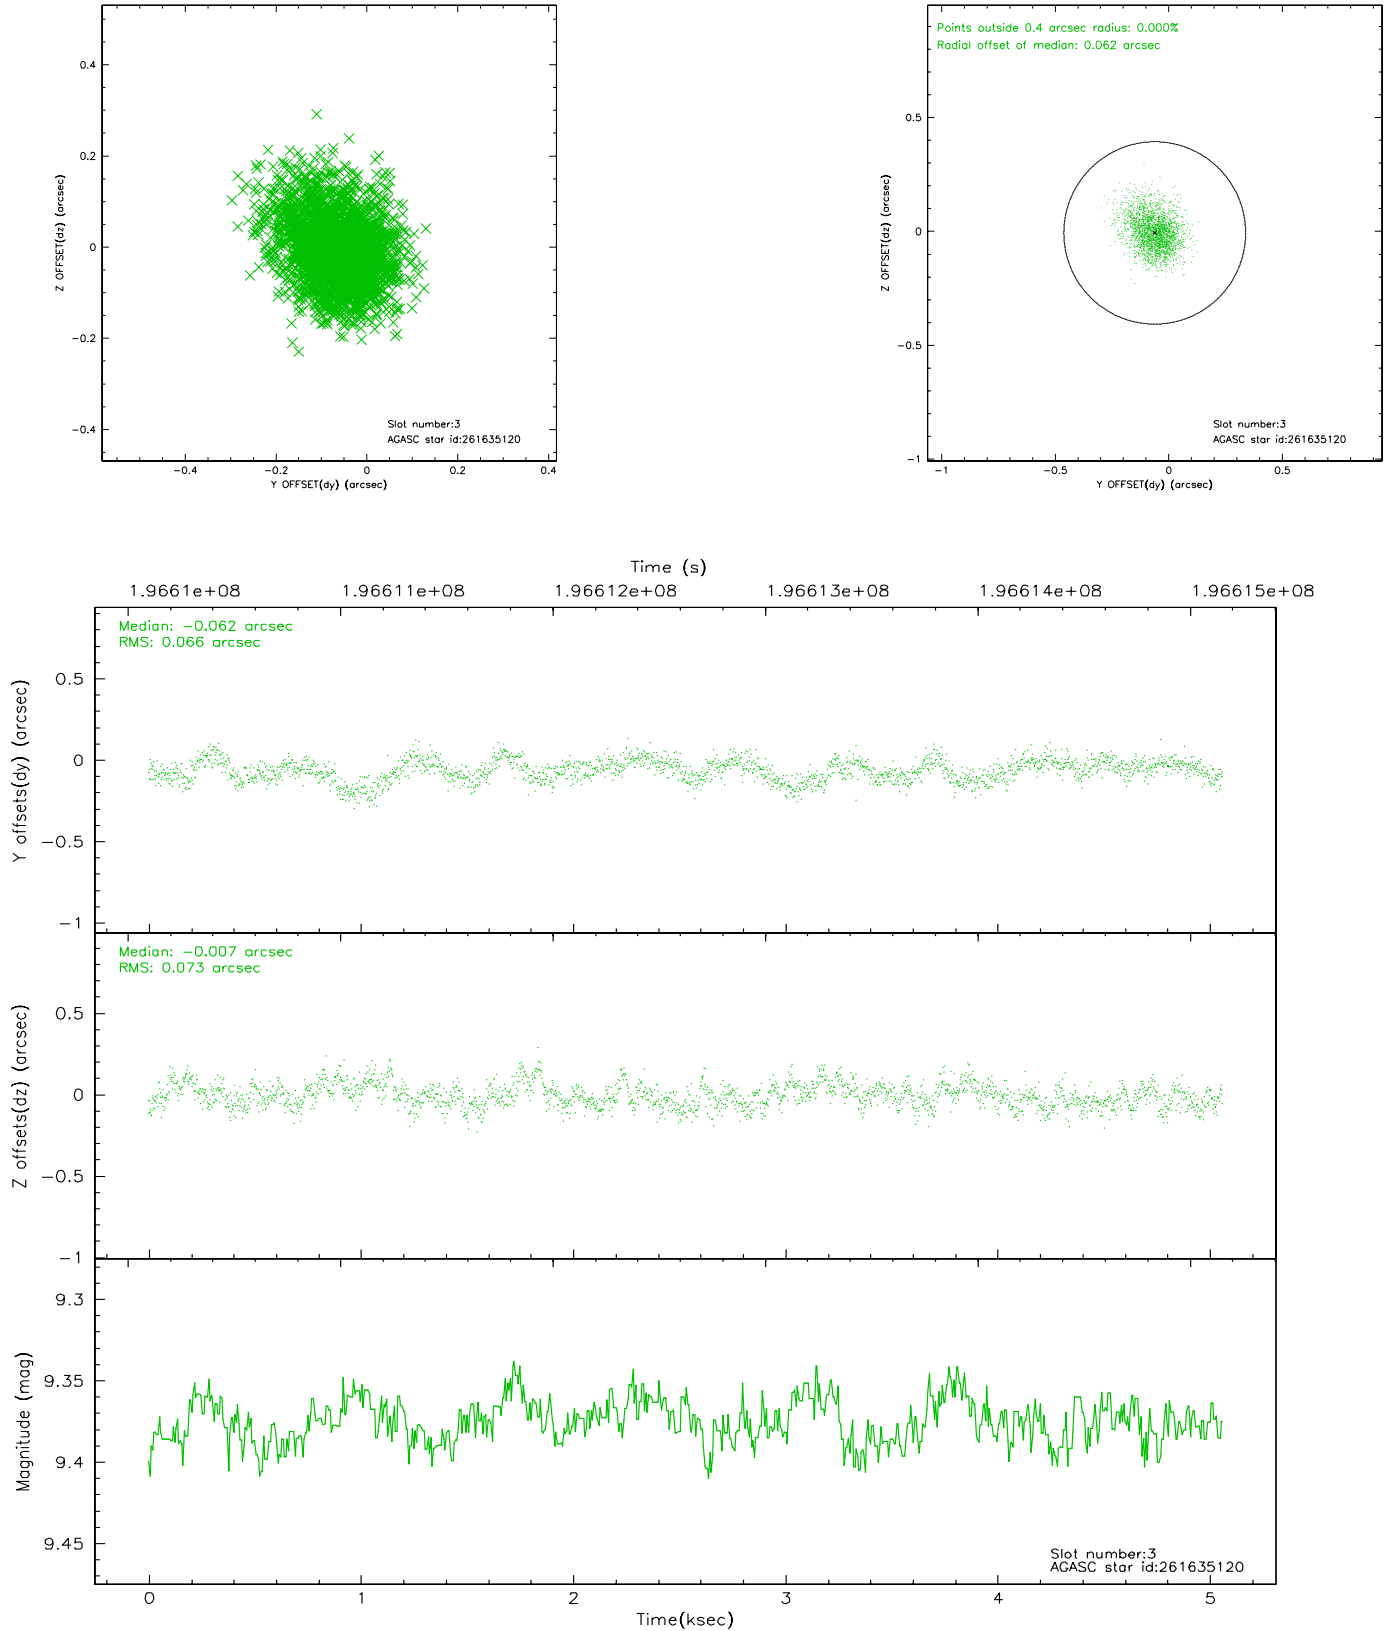 0.4
0.2
0
−0.2
−0.4
Z OFFSET(dz) (arcsec)
Slot number:3
AGASC star id:261635120
−0.4 −0.2 0 0.2 0.4
Y OFFSET(dy) (arcsec)
Points outside 0.4 arcsec radius: 0.000%
Radial offset of median: 0.062 arcsec
0.5
0
−0.5
−1
Z OFFSET(dz) (arcsec)
Slot number:3
AGASC star id:261635120
−1 −0.5 0 0.5
Y OFFSET(dy) (arcsec)
Time (s)
1.9661e+08 1.96611e+08 1.96612e+08 1.96613e+08 1.96614e+08 1.96615e+08
Median: −0.062 arcsec
RMS: 0.066 arcsec
0.5
0
−0.5
−1
Y offsets(dy) (arcsec)
Median: −0.007 arcsec
RMS: 0.073 arcsec
0.5
0
−0.5
−1
Z offsets(dz) (arcsec)
9.3
9.35
9.4
9.45
Magnitude (mag)
Slot number:3
AGASC star id:261635120
0 1 2 3 4 5
Time(ksec)